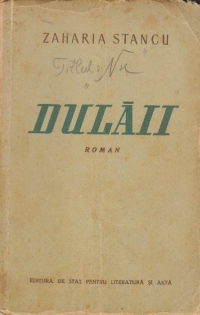 ZAHARIA STANCU
DULĂII
ROMAN
EDITURA DE STAT PENTRU LITERATURĂ ȘI ARTĂ